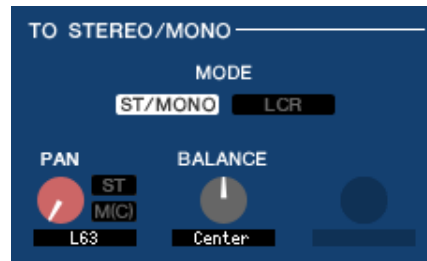 TO STEREO/MONO
MODE
ST/MONO LCR
PAN BALANCE
ST
M(C)
L63 Center